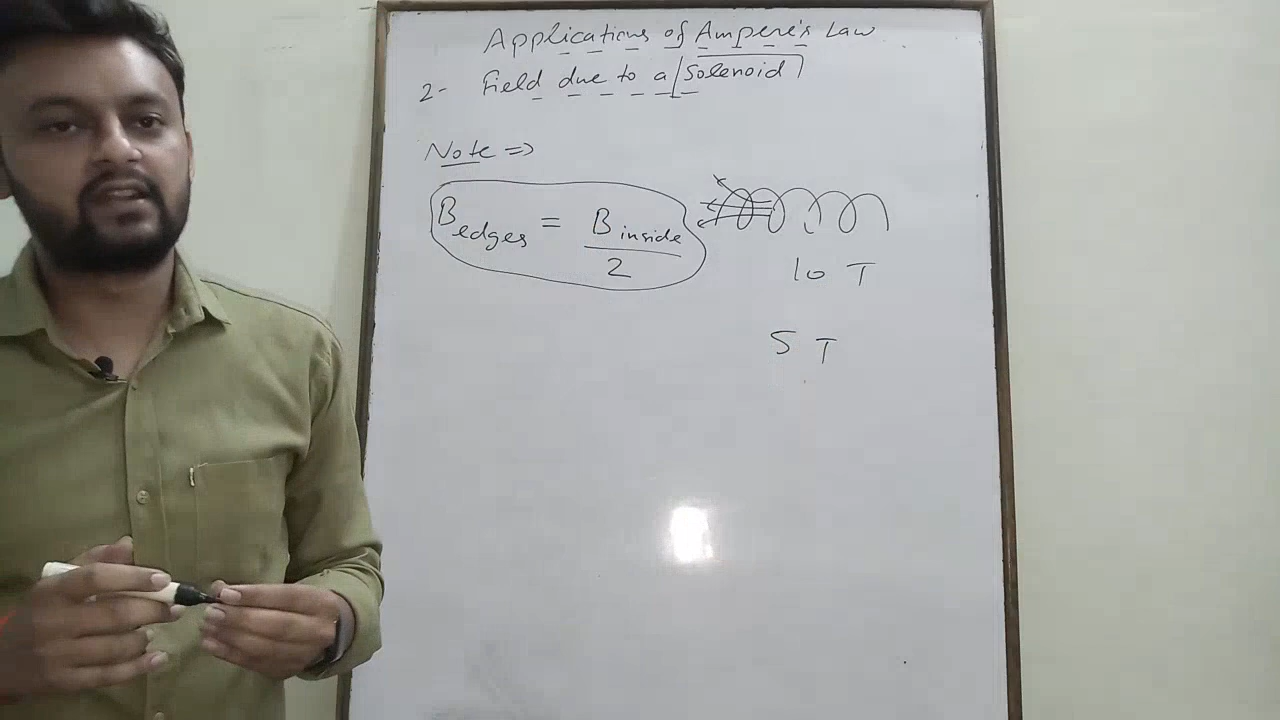 Applications of Ampere's Law
2- Field due to a Solenoid
Note ⇒
B edges = B inside / 2
10 T
5 T